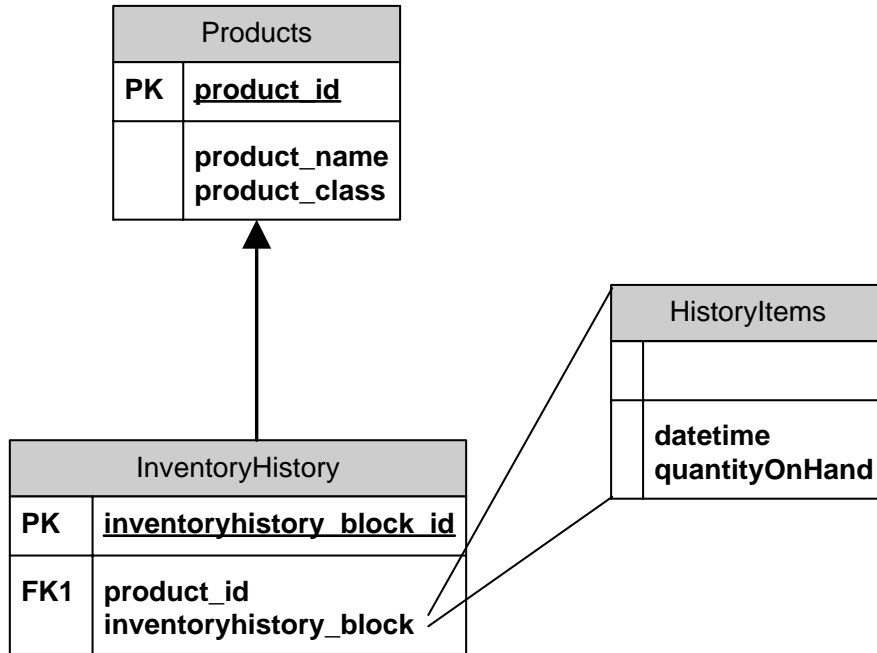 Products
PK product_id
product_name
product_class
HistoryItems
datetime
quantityOnHand
InventoryHistory
PK inventoryhistory_block_id
FK1 product_id
inventoryhistory_block